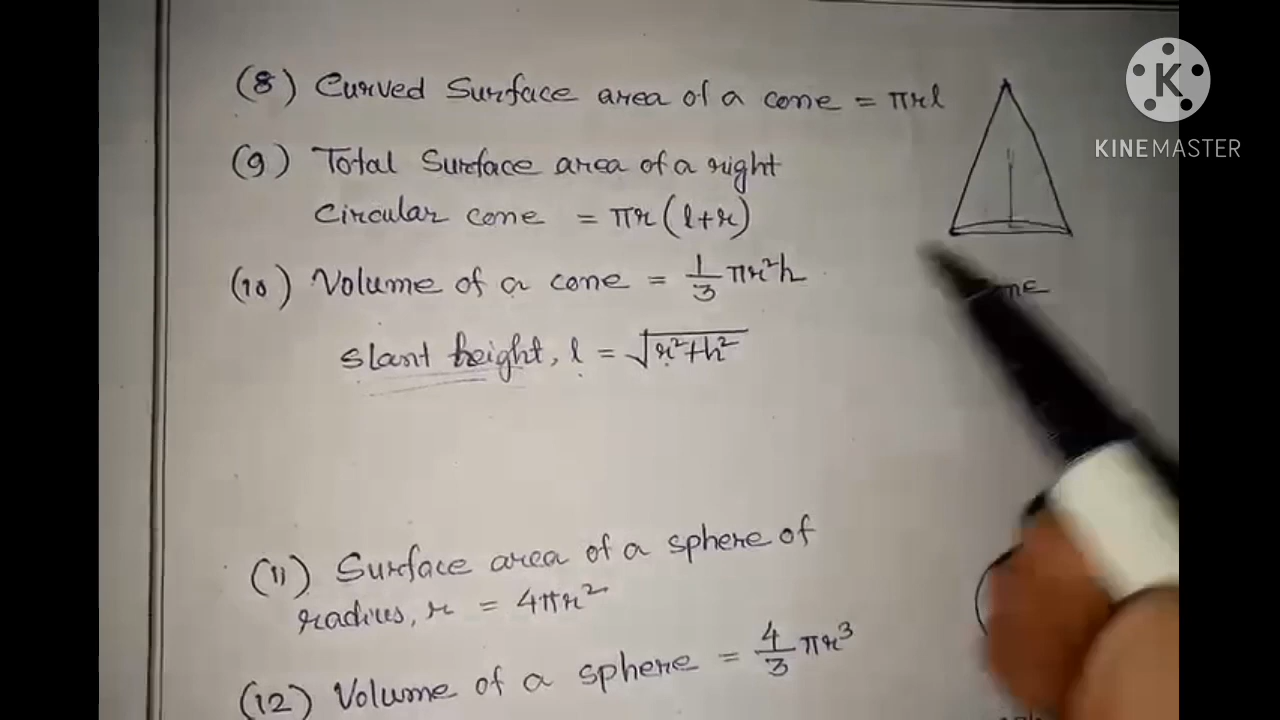 (8) Curved Surface area of a cone = πrl
KINEMASTER
(9) Total Surface area of a right
circular cone = πr(l+r)
(10) Volume of a cone = 1/3 πr²h
slant height, l = √r²+h²
(11) Surface area of a sphere of
radius, r = 4πr²
(12) Volume of a sphere = 4/3 πr³